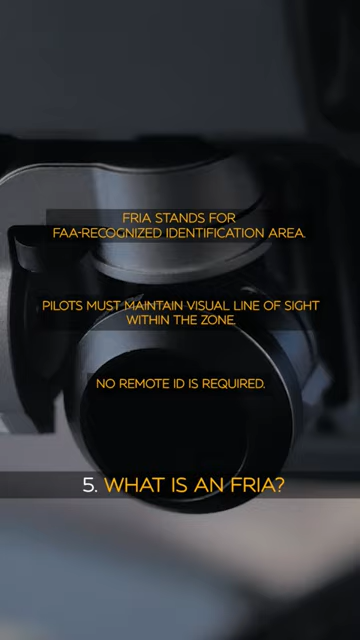 FRIA STANDS FOR
FAA-RECOGNIZED IDENTIFICATION AREA.
PILOTS MUST MAINTAIN VISUAL LINE OF SIGHT
WITHIN THE ZONE.
NO REMOTE ID IS REQUIRED.
5. WHAT IS AN FRIA?